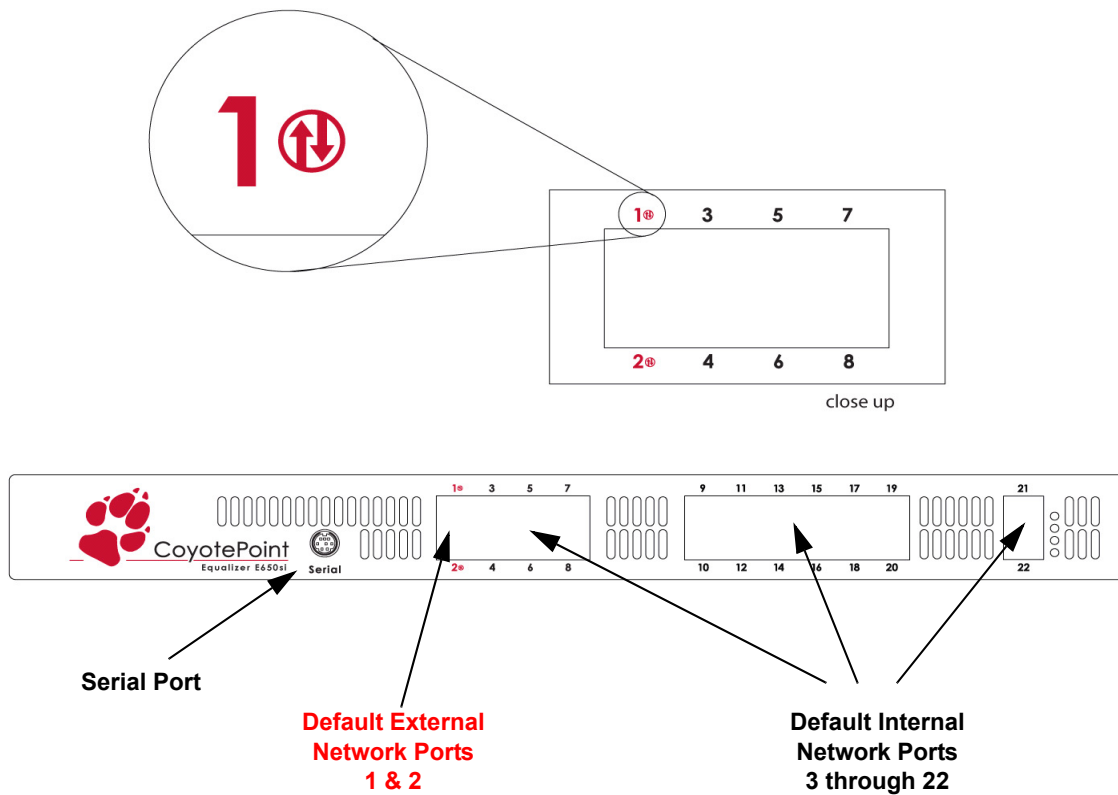 1
1 3 5 7
2 4 6 8
close up
1 3 5 7 9 11 13 15 17 19 21
CoyotePoint
Equalizer E650si Serial
2 4 6 8 10 12 14 16 18 20 22
Serial Port
Default External
Network Ports
1 & 2
Default Internal
Network Ports
3 through 22